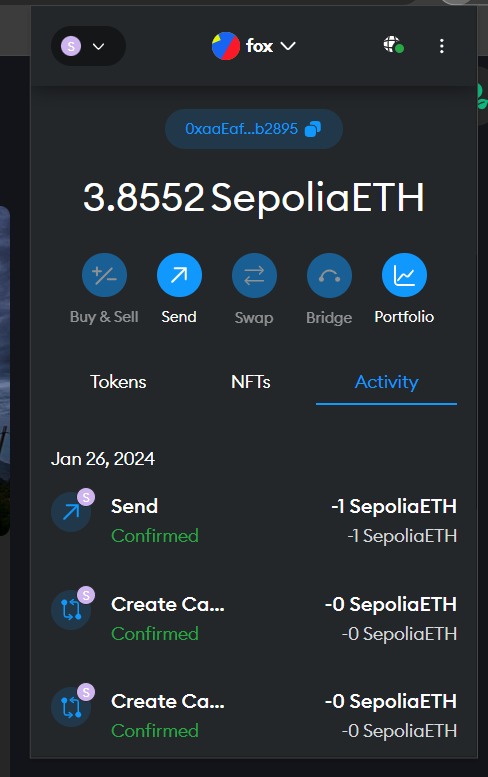 S
fox
0xaaEaf...b2895
3.8552 SepoliaETH
Buy & Sell Send Swap Bridge Portfolio
Tokens NFTs Activity
Jan 26, 2024
S
Send -1 SepoliaETH
Confirmed -1 SepoliaETH
S
Create Ca... -0 SepoliaETH
Confirmed -0 SepoliaETH
S
Create Ca... -0 SepoliaETH
Confirmed -0 SepoliaETH